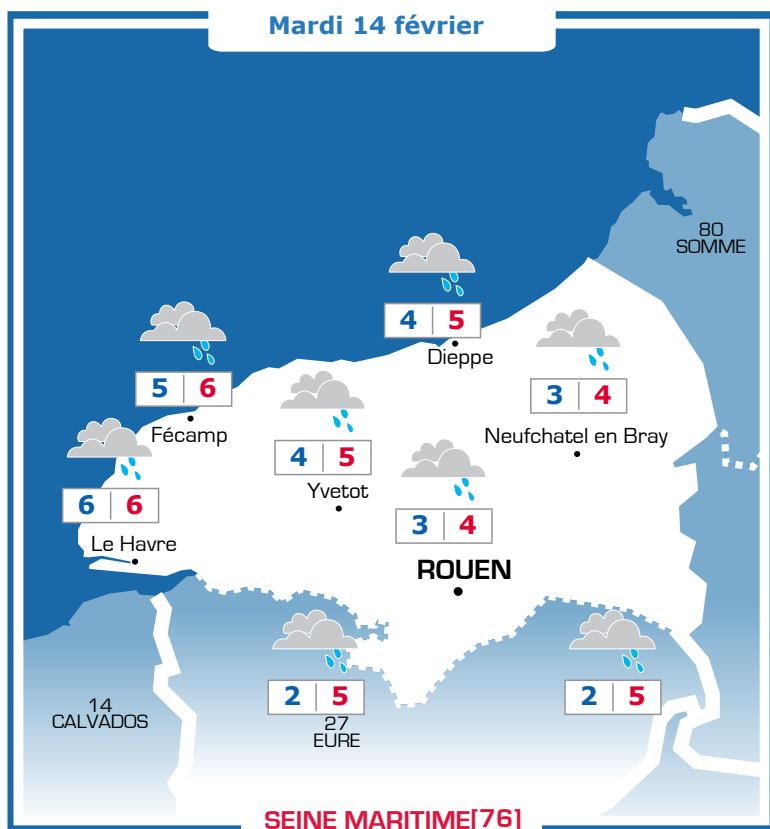 Mardi 14 février
80
SOMME
4 5
Dieppe
5 6
Fécamp
3 4
Neufchatel en Bray
4 5
Yvetot
6 6
Le Havre
3 4
ROUEN
2 5
27
EURE
2 5
14
CALVADOS
SEINE MARITIME[76]